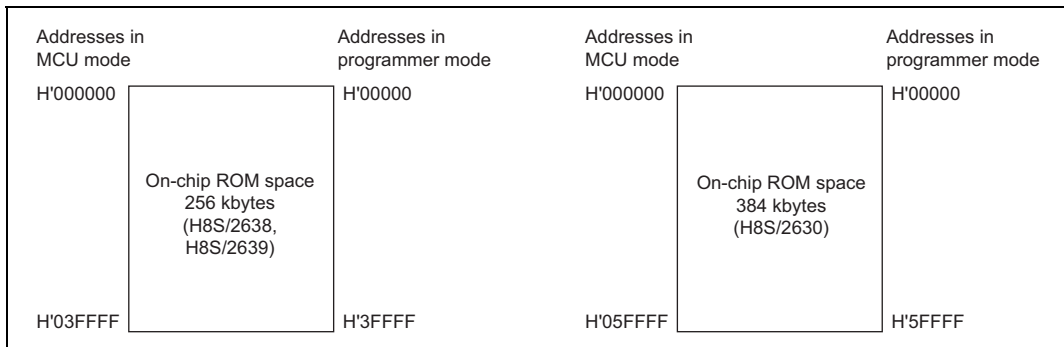 Addresses in
MCU mode
Addresses in
programmer mode
H'000000
H'00000
On-chip ROM space
256 kbytes
(H8S/2638,
H8S/2639)
H'03FFFF
H'3FFFF
Addresses in
MCU mode
Addresses in
programmer mode
H'000000
H'00000
On-chip ROM space
384 kbytes
(H8S/2630)
H'05FFFF
H'5FFFF